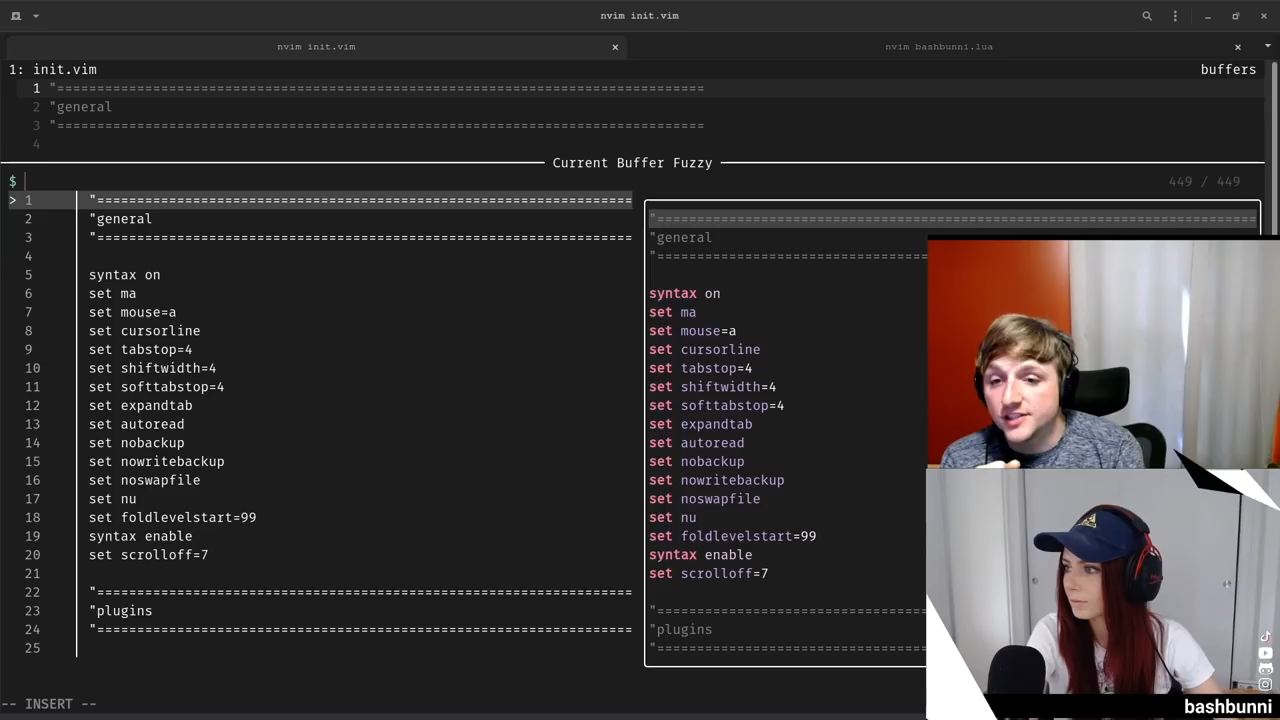 nvim init.vim
nvim init.vim
nvim bashbunni.lua
1: init.vim
buffers
1 "=================================================================================
2 "general
3 "=================================================================================
4
Current Buffer Fuzzy
$
449 / 449
> 1 "===================================================================
2 "general
3 "===================================================================
4
5 syntax on
6 set ma
7 set mouse=a
8 set cursorline
9 set tabstop=4
10 set shiftwidth=4
11 set softtabstop=4
12 set expandtab
13 set autoread
14 set nobackup
15 set nowritebackup
16 set noswapfile
17 set nu
18 set foldlevelstart=99
19 syntax enable
20 set scrolloff=7
21
22 "===================================================================
23 "plugins
24 "===================================================================
25
"===========================================================================
"general
"==================================
syntax on
set ma
set mouse=a
set cursorline
set tabstop=4
set shiftwidth=4
set softtabstop=4
set expandtab
set autoread
set nobackup
set nowritebackup
set noswapfile
set nu
set foldlevelstart=99
syntax enable
set scrolloff=7
"==================================
"plugins
"==================================
-- INSERT --
bashbunni